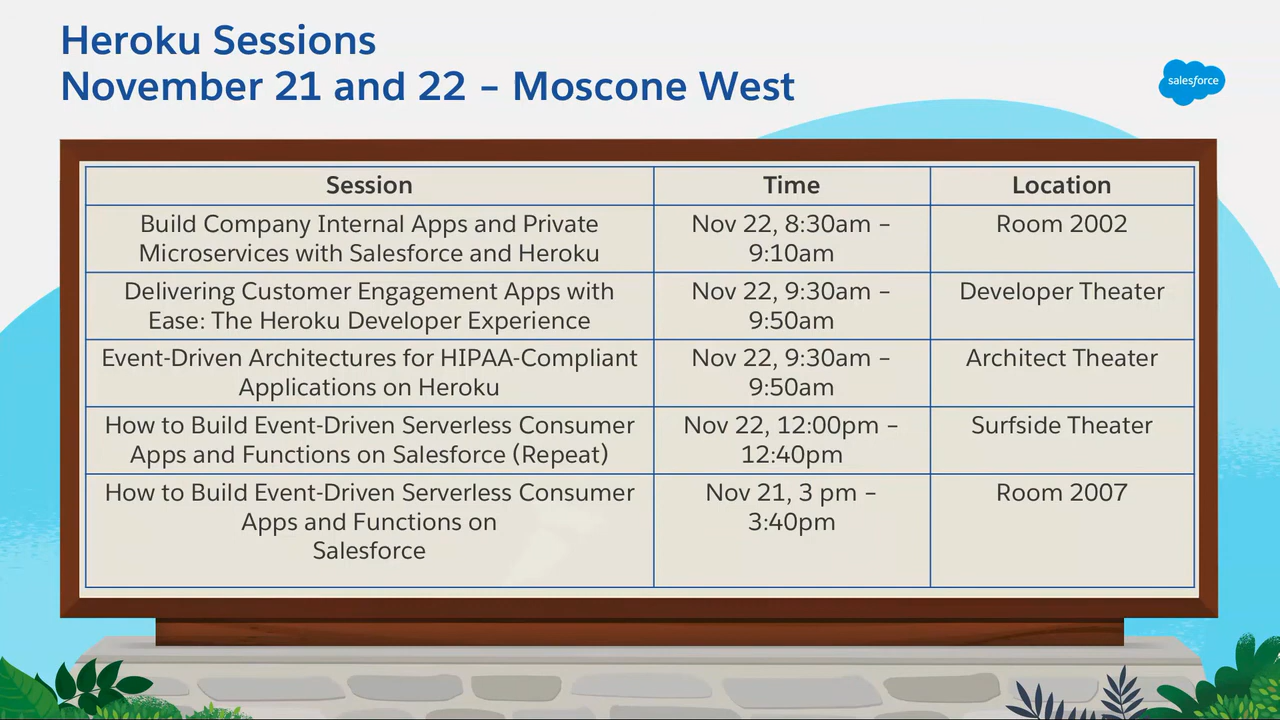 Heroku Sessions
November 21 and 22 – Moscone West
salesforce
Session
Time
Location
Build Company Internal Apps and Private
Microservices with Salesforce and Heroku
Nov 22, 8:30am –
9:10am
Room 2002
Delivering Customer Engagement Apps with
Ease: The Heroku Developer Experience
Nov 22, 9:30am –
9:50am
Developer Theater
Event-Driven Architectures for HIPAA-Compliant
Applications on Heroku
Nov 22, 9:30am –
9:50am
Architect Theater
How to Build Event-Driven Serverless Consumer
Apps and Functions on Salesforce (Repeat)
Nov 22, 12:00pm –
12:40pm
Surfside Theater
How to Build Event-Driven Serverless Consumer
Apps and Functions on
Salesforce
Nov 21, 3 pm –
3:40pm
Room 2007